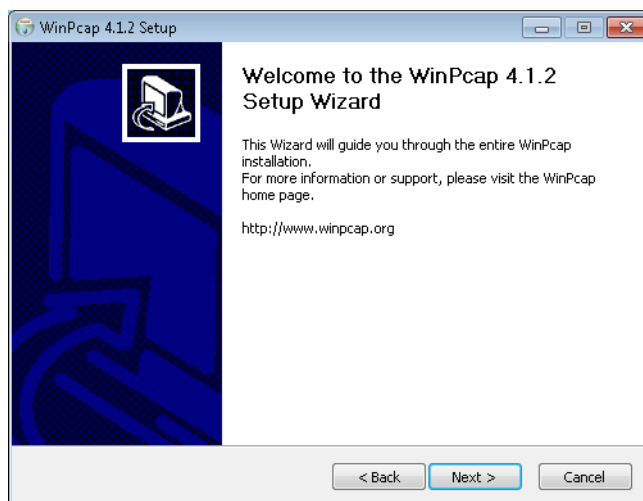 WinPcap 4.1.2 Setup
Welcome to the WinPcap 4.1.2
Setup Wizard
This Wizard will guide you through the entire WinPcap
installation.
For more information or support, please visit the WinPcap
home page.
http://www.winpcap.org
< Back
Next >
Cancel